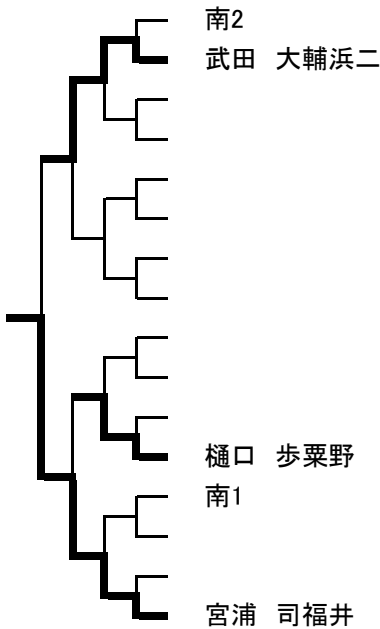 南2
武田　大輔浜二
樋口　歩粟野
南1
宮浦　司福井